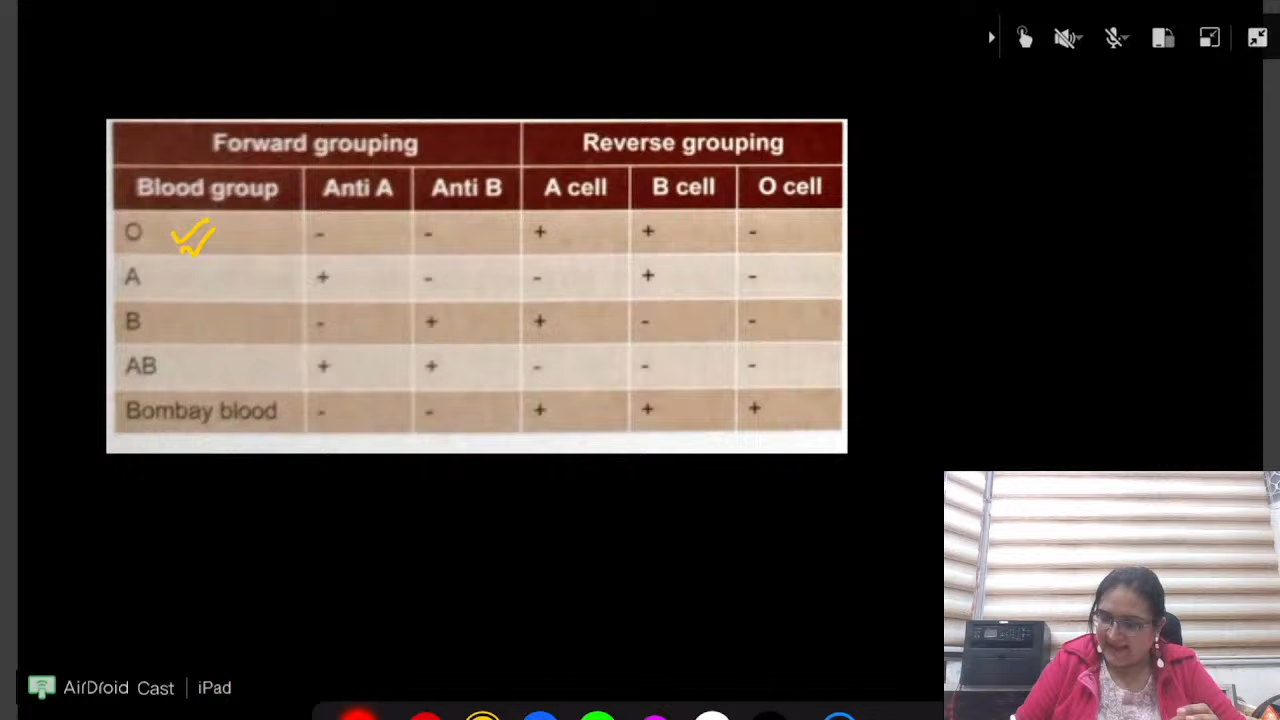 Forward grouping Reverse grouping
Blood group Anti A Anti B A cell B cell O cell
O - - + + -
A + - - + -
B - + + - -
AB + + - - -
Bombay blood - - + + +
AirDroid Cast | iPad